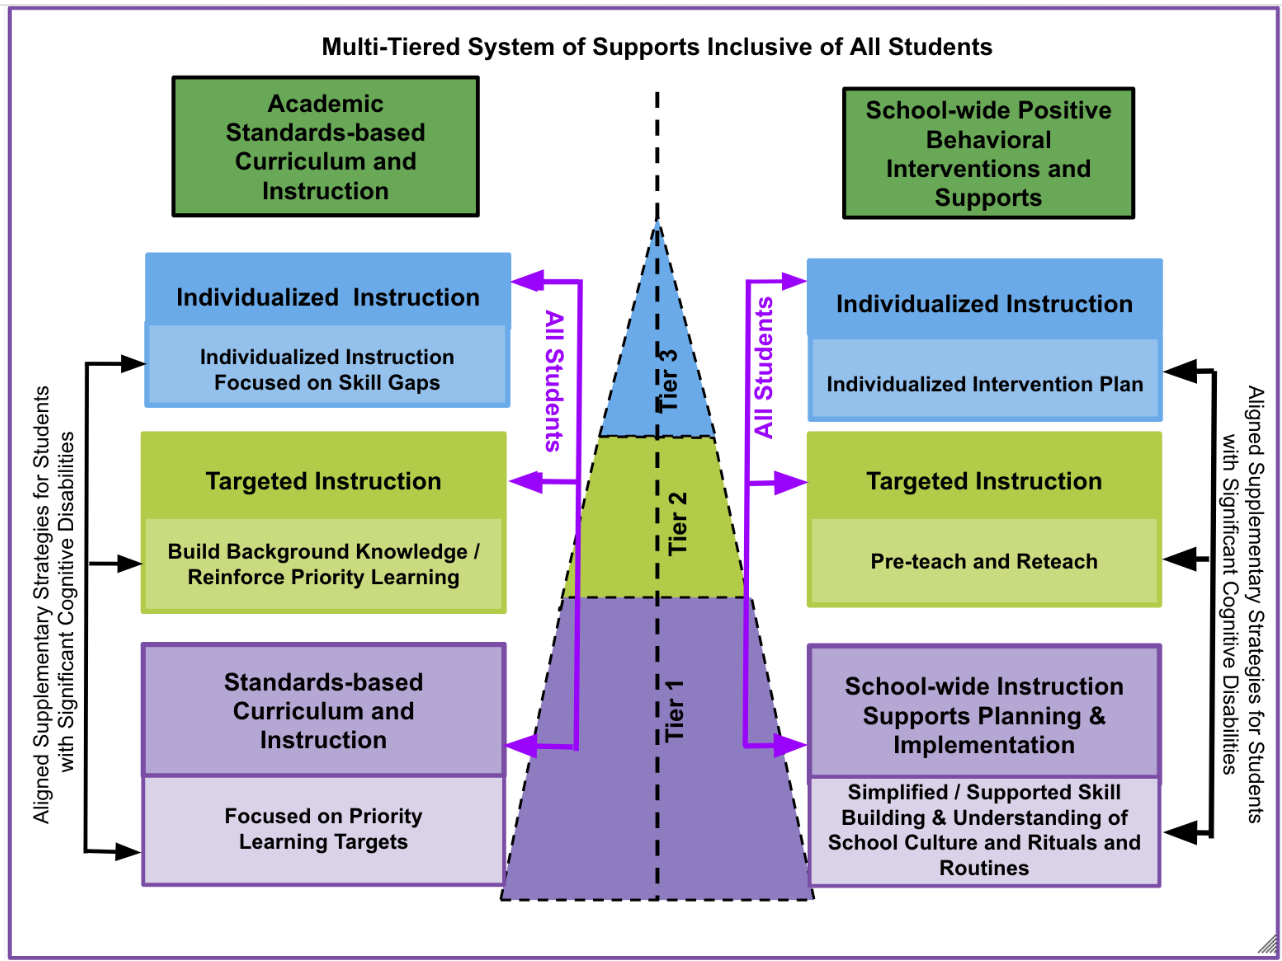 Multi-Tiered System of Supports Inclusive of All Students
Academic
Standards-based
Curriculum and
Instruction
School-wide Positive
Behavioral
Interventions and
Supports
Individualized  Instruction
Individualized Instruction
Focused on Skill Gaps
Targeted Instruction
Build Background Knowledge /
Reinforce Priority Learning
Standards-based
Curriculum and
Instruction
Focused on Priority
Learning Targets
Aligned Supplementary Strategies for Students
with Significant Cognitive Disabilities
All Students
Tier 3
Tier 2
Tier 1
All Students
Individualized Instruction
Individualized Intervention Plan
Targeted Instruction
Pre-teach and Reteach
School-wide Instruction
Supports Planning &
Implementation
Simplified / Supported Skill
Building & Understanding of
School Culture and Rituals and
Routines
Aligned Supplementary Strategies for Students
with Significant Cognitive Disabilities